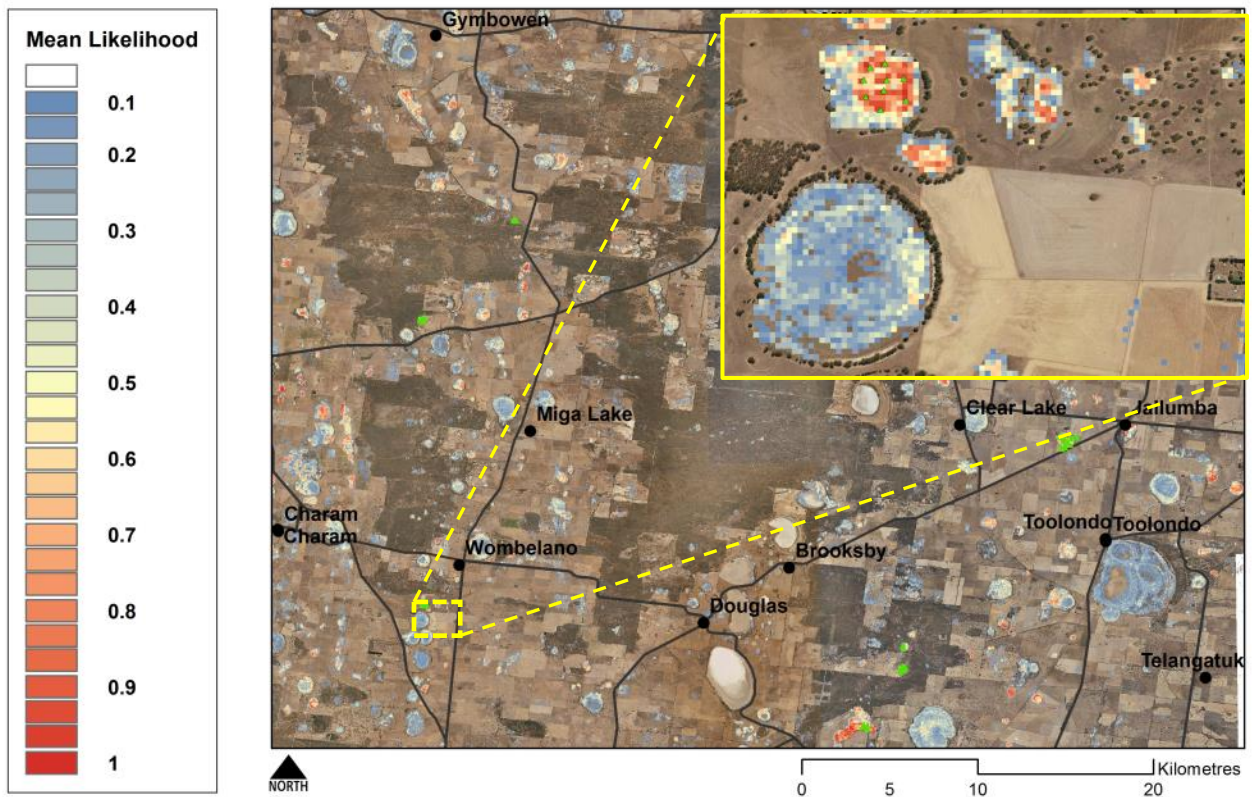 Mean Likelihood
0.1
0.2
0.3
0.4
0.5
0.6
0.7
0.8
0.9
1
Gymbowen
Miga Lake
Clear Lake
Jallumba
Charam
Charam
Wombelano
Toolondo
Toolondo
Brooksby
Douglas
Telangatuk
NORTH
Kilometres
0
5
10
20